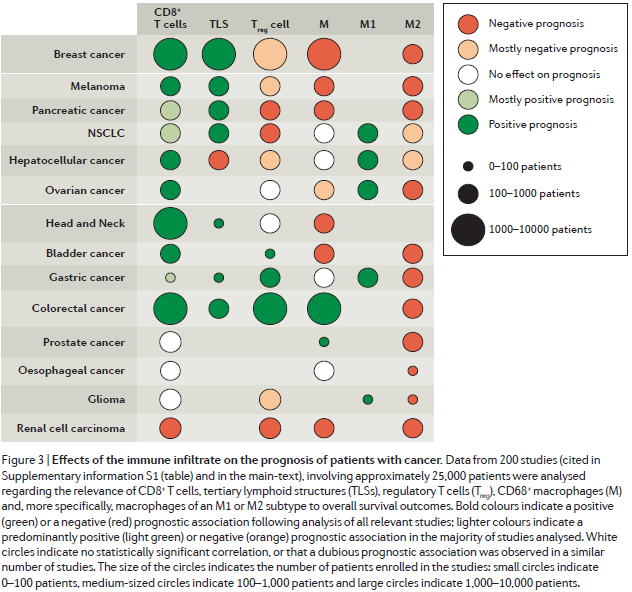 CD8⁺
T cells TLS T_reg cell M M1 M2
Breast cancer
Melanoma
Pancreatic cancer
NSCLC
Hepatocellular cancer
Ovarian cancer
Head and Neck
Bladder cancer
Gastric cancer
Colorectal cancer
Prostate cancer
Oesophageal cancer
Glioma
Renal cell carcinoma
Negative prognosis
Mostly negative prognosis
No effect on prognosis
Mostly positive prognosis
Positive prognosis
0–100 patients
100–1000 patients
1000–10000 patients
Figure 3 | Effects of the immune infiltrate on the prognosis of patients with cancer. Data from 200 studies (cited in
Supplementary information S1 (table) and in the main-text), involving approximately 25,000 patients were analysed
regarding the relevance of CD8⁺ T cells, tertiary lymphoid structures (TLSs), regulatory T cells (T_reg), CD68⁺ macrophages (M)
and, more specifically, macrophages of an M1 or M2 subtype to overall survival outcomes. Bold colours indicate a positive
(green) or a negative (red) prognostic association following analysis of all relevant studies; lighter colours indicate a
predominantly positive (light green) or negative (orange) prognostic association in the majority of studies analysed. White
circles indicate no statistically significant correlation, or that a dubious prognostic association was observed in a similar
number of studies. The size of the circles indicates the number of patients enrolled in the studies: small circles indicate
0–100 patients, medium-sized circles indicate 100–1,000 patients and large circles indicate 1,000–10,000 patients.